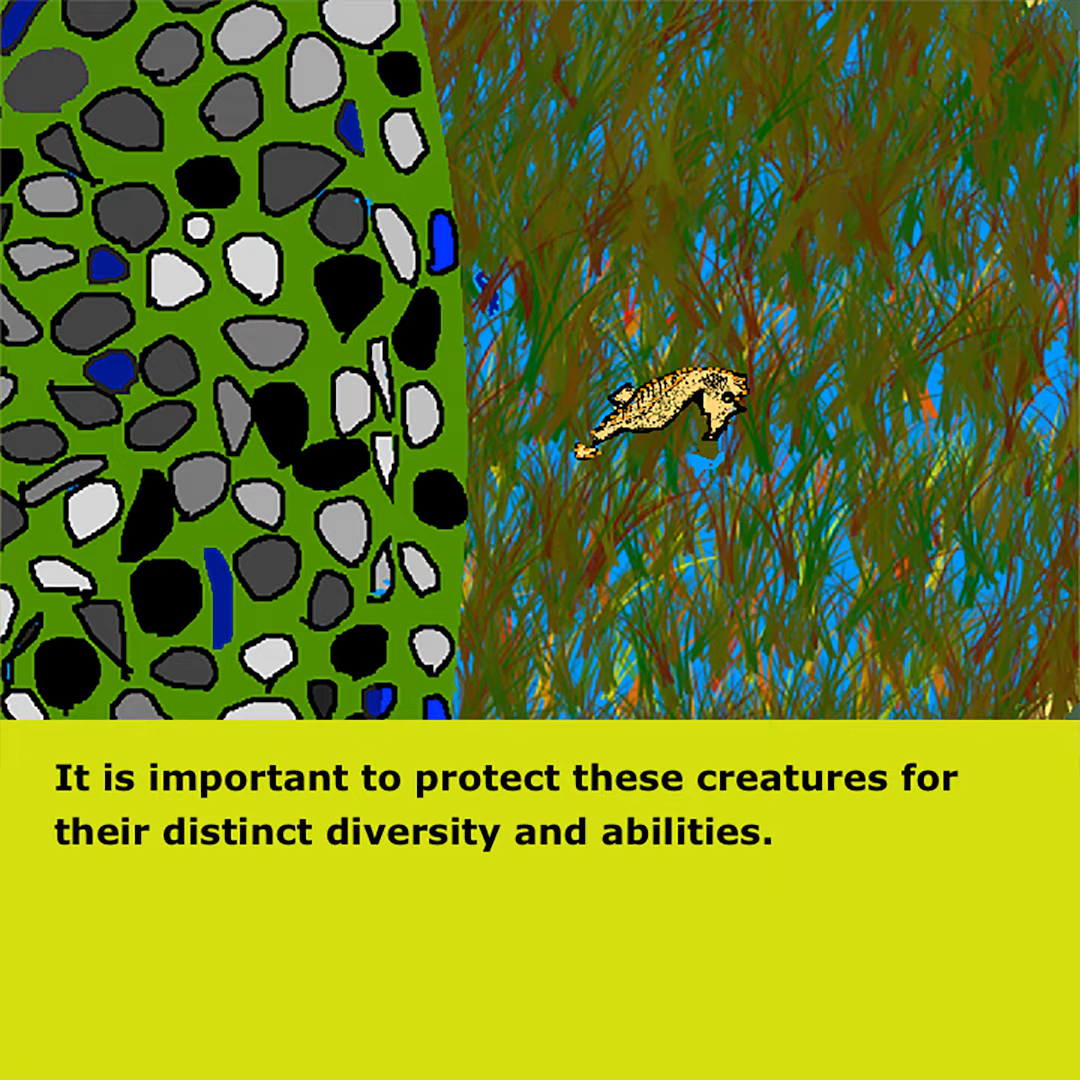 It is important to protect these creatures for
their distinct diversity and abilities.